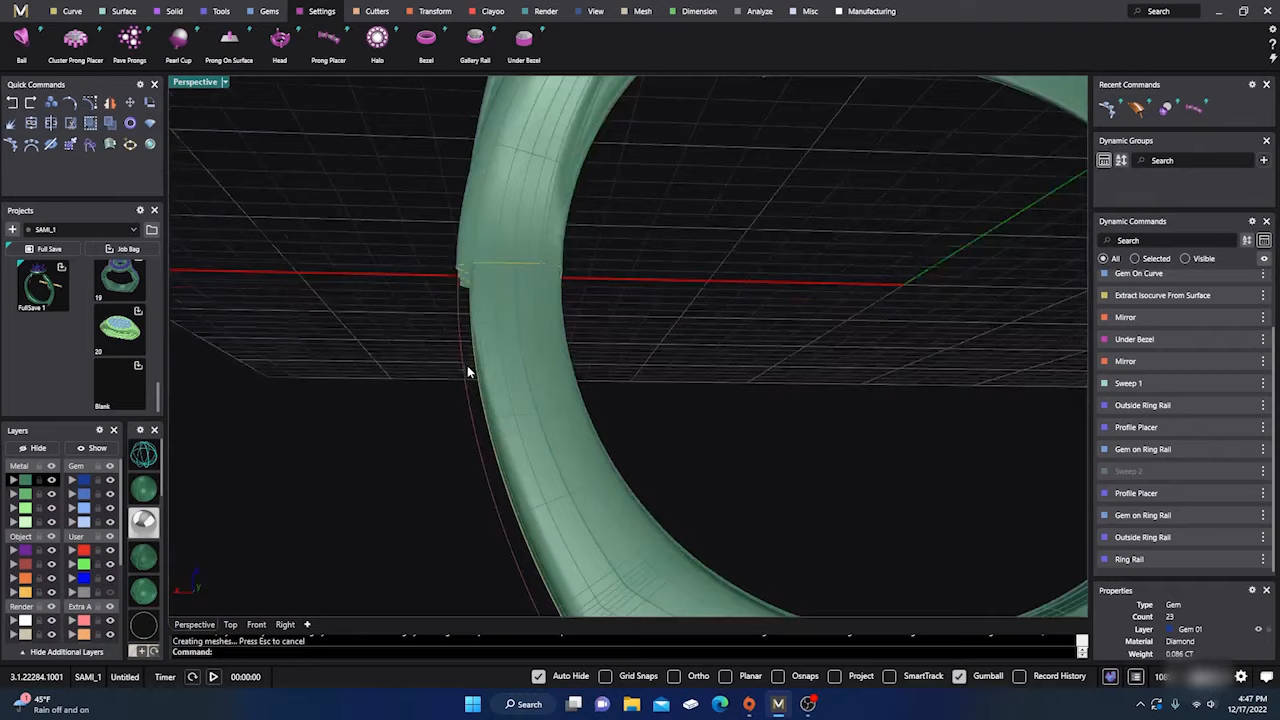 Curve Surface Solid Tools Gems Settings Cutters Transform Clayoo Render View Mesh Dimension Analyze Misc Manufacturing Search
Ball Cluster Prong Placer Pave Prongs Pearl Cup Prong On Surface Head Prong Placer Halo Bezel Gallery Rail Under Bezel
Quick Commands
Projects
SAMI_1
Full Save Job Bag
FullSave 1
19
20
Blank
Layers
Hide Show
Metal Gem
Object User
Render Extra A
Hide Additional Layers
Perspective
Perspective Top Front Right
Creating meshes... Press Esc to cancel
Command:
Recent Commands
Dynamic Groups
Search
Dynamic Commands
Search
All Selected Visible
Gem On Curve
Extract Isocurve From Surface
Mirror
Under Bezel
Mirror
Sweep 1
Outside Ring Rail
Profile Placer
Gem on Ring Rail
Sweep 2
Profile Placer
Gem on Ring Rail
Outside Ring Rail
Ring Rail
Properties
Type Gem
Count 23
Layer Gem 01
Material Diamond
Weight 0.086 CT
3.1.22284.1001 SAMI_1 Untitled Timer 00:00:00 Auto Hide Grid Snaps Ortho Planar Osnaps Project SmartTrack Gumball Record History
1
45°F
Rain off and on
Search
4:47 PM
12/17/2022